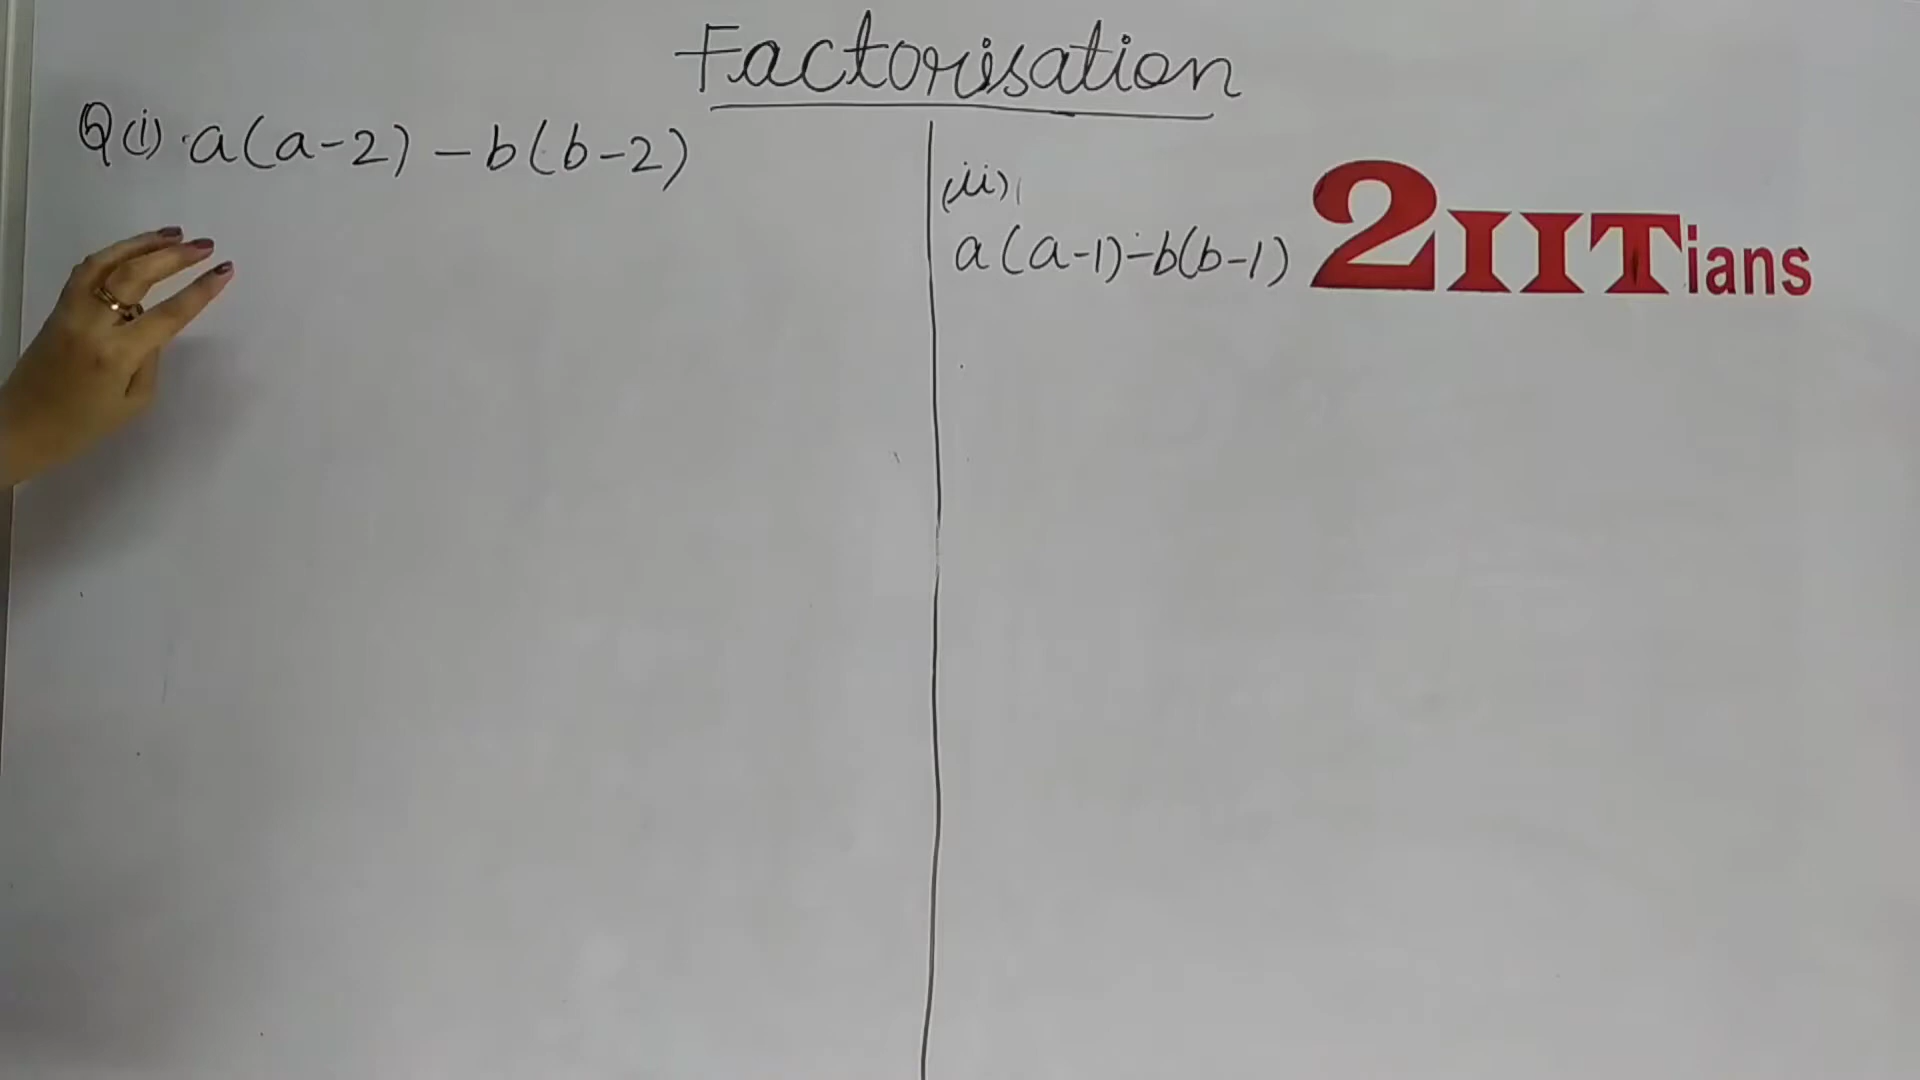 Factorisation
Q(i). a(a-2) - b(b-2)
(ii)
a(a-1)-b(b-1)
2IITians